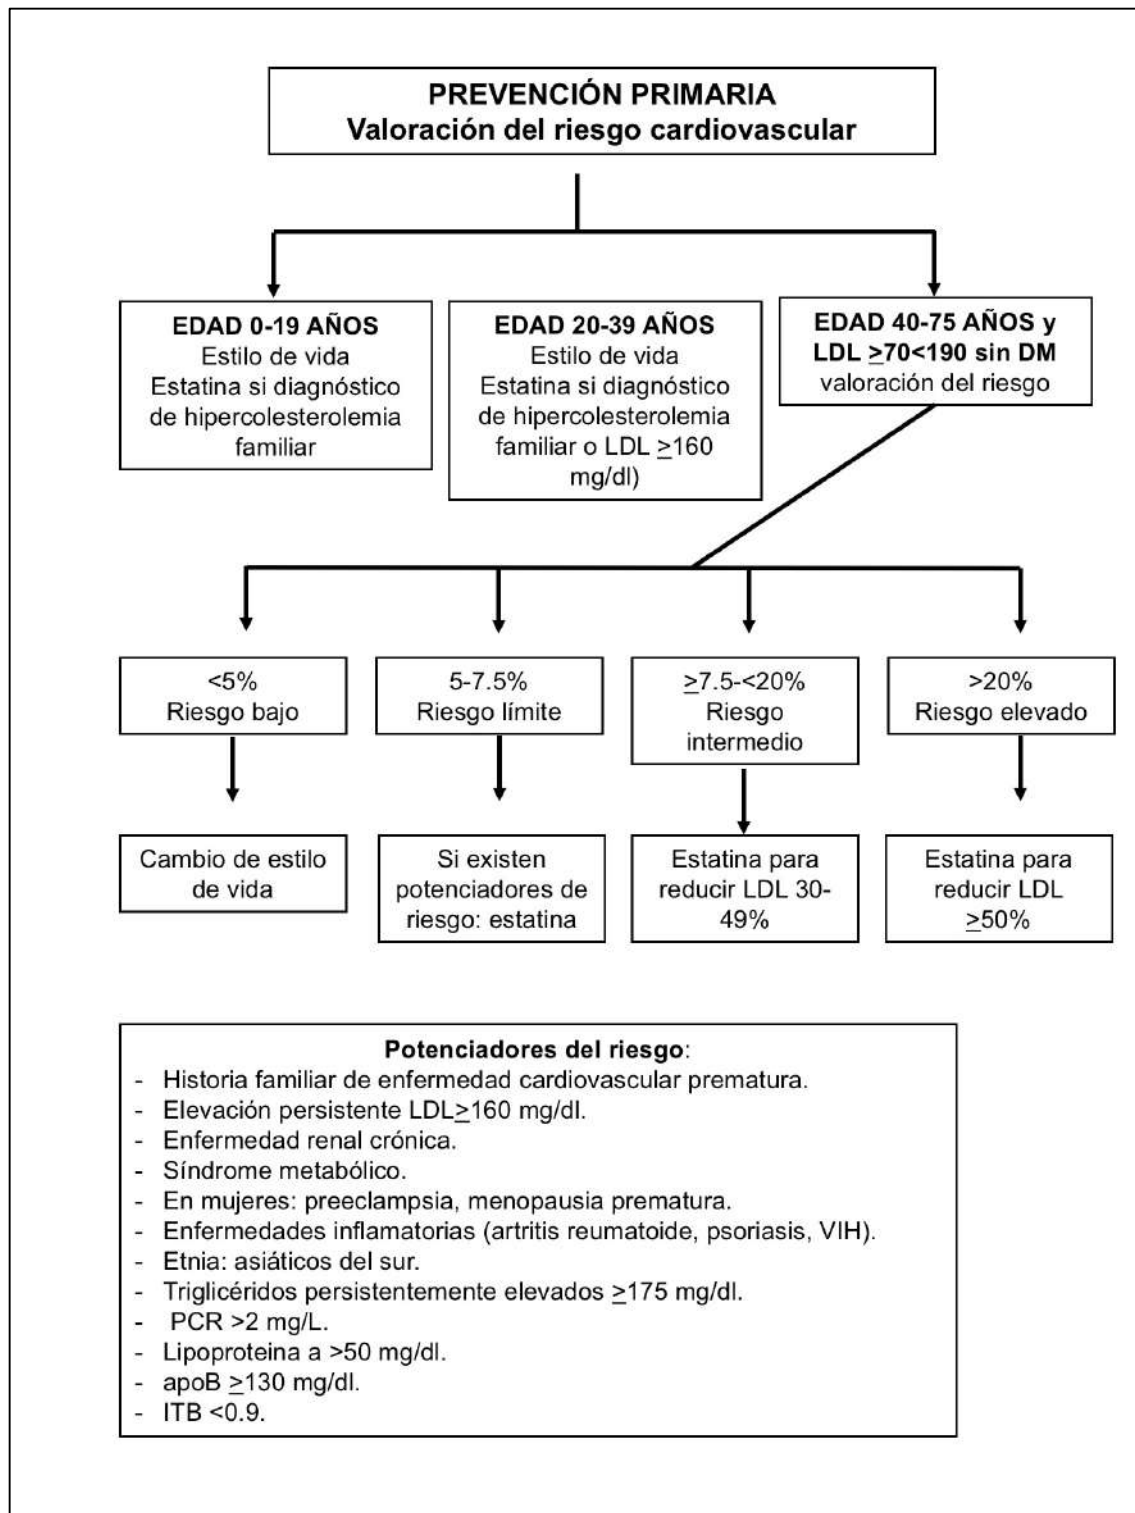 PREVENCIÓN PRIMARIA
Valoración del riesgo cardiovascular
EDAD 0-19 AÑOS
Estilo de vida
Estatina si diagnóstico
de hipercolesterolemia
familiar
EDAD 20-39 AÑOS
Estilo de vida
Estatina si diagnóstico
de hipercolesterolemia
familiar o LDL ≥160
mg/dl)
EDAD 40-75 AÑOS y
LDL ≥70<190 sin DM
valoración del riesgo
<5%
Riesgo bajo
5-7.5%
Riesgo límite
≥7.5-<20%
Riesgo
intermedio
>20%
Riesgo elevado
Cambio de estilo
de vida
Si existen
potenciadores de
riesgo: estatina
Estatina para
reducir LDL 30-
49%
Estatina para
reducir LDL
≥50%
Potenciadores del riesgo:
- Historia familiar de enfermedad cardiovascular prematura.
- Elevación persistente LDL≥160 mg/dl.
- Enfermedad renal crónica.
- Síndrome metabólico.
- En mujeres: preeclampsia, menopausia prematura.
- Enfermedades inflamatorias (artritis reumatoide, psoriasis, VIH).
- Etnia: asiáticos del sur.
- Triglicéridos persistentemente elevados ≥175 mg/dl.
- PCR >2 mg/L.
- Lipoproteina a >50 mg/dl.
- apoB ≥130 mg/dl.
- ITB <0.9.